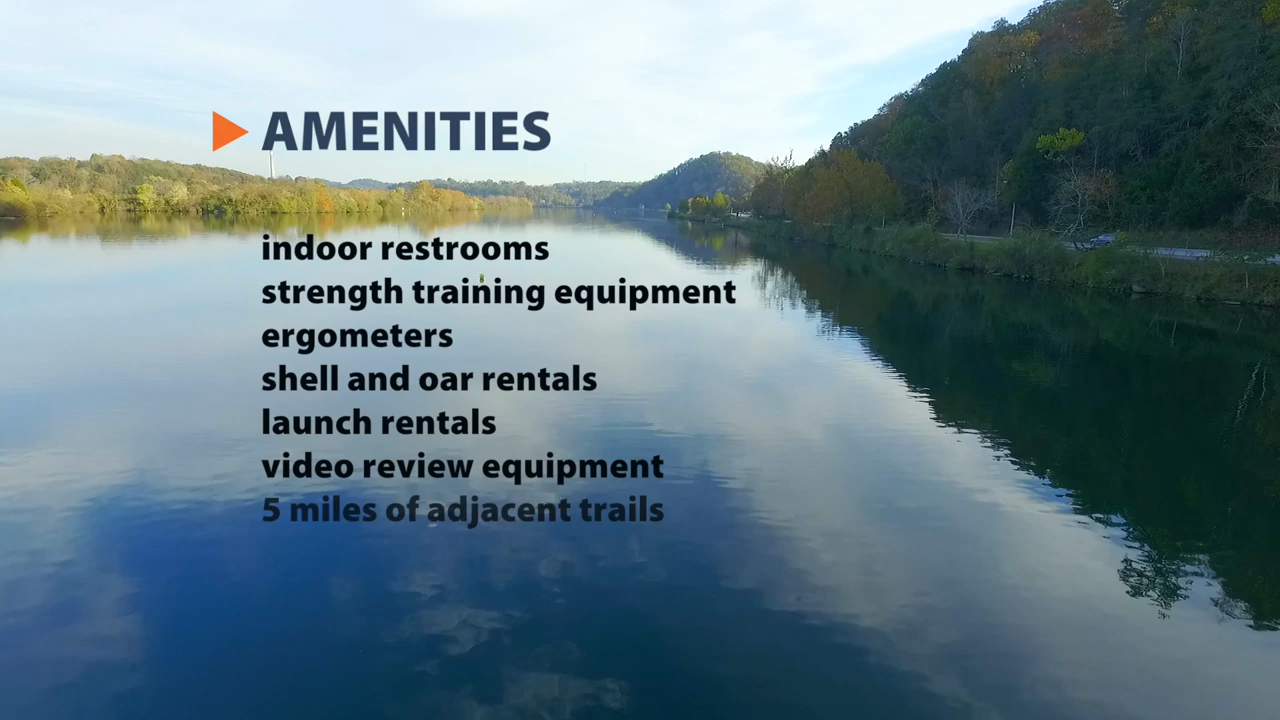 AMENITIES
indoor restrooms
strength training equipment
ergometers
shell and oar rentals
launch rentals
video review equipment
5 miles of adjacent trails